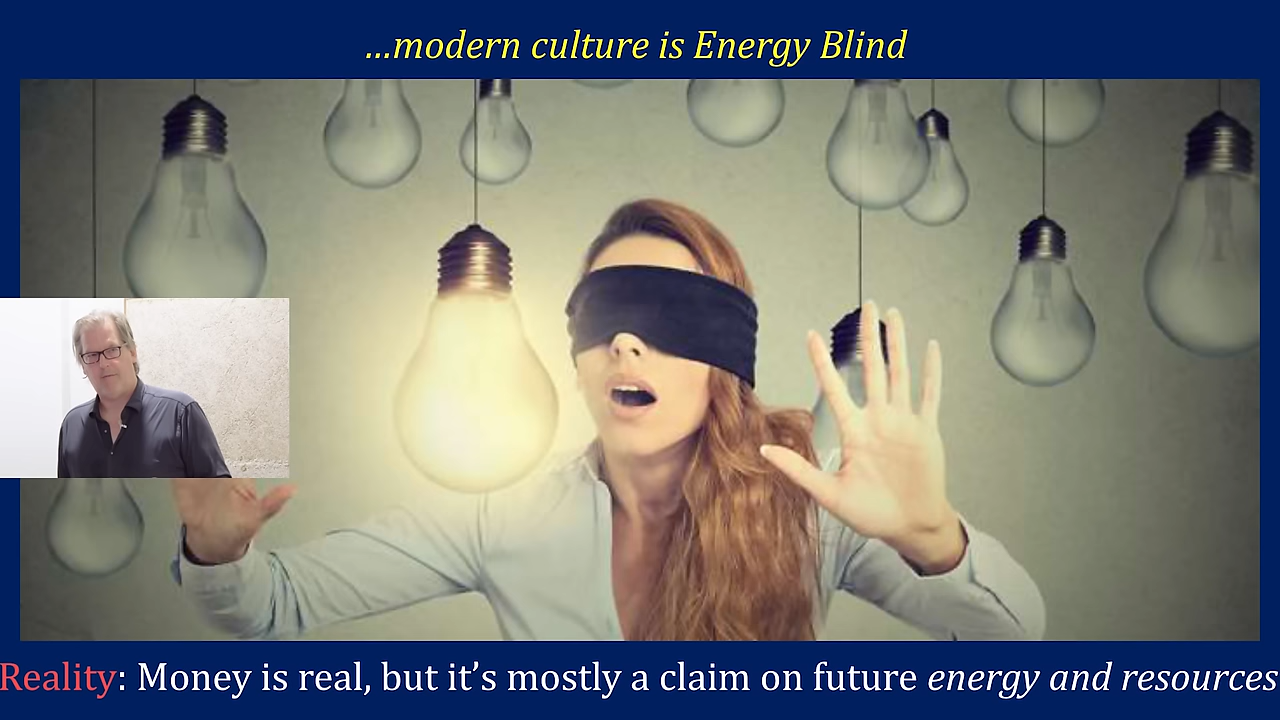 …modern culture is Energy Blind
Reality: Money is real, but it’s mostly a claim on future energy and resources